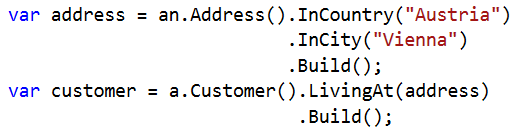 var address = an.Address().InCountry("Austria")
.InCity("Vienna")
.Build();
var customer = a.Customer().LivingAt(address)
.Build();